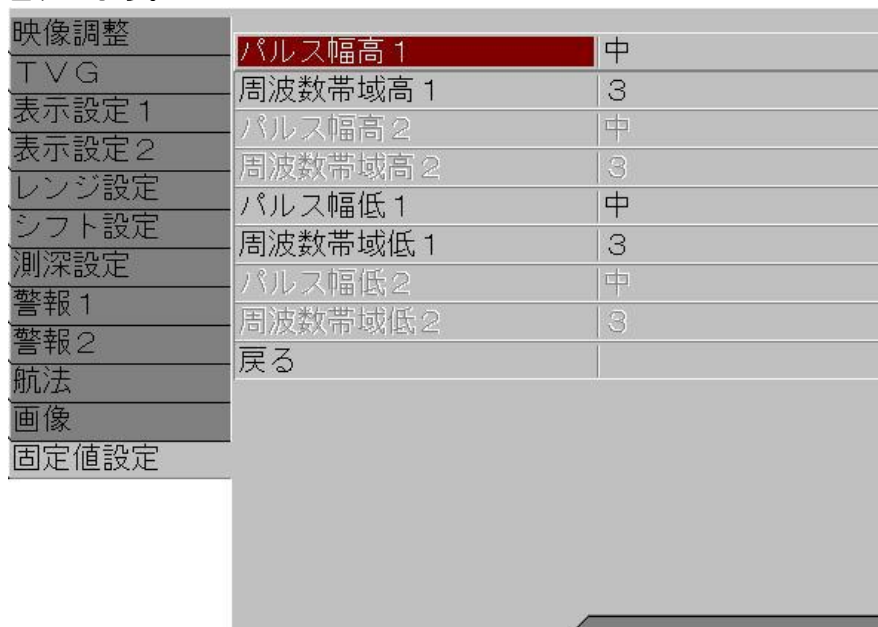 映像調整
TVG
表示設定1
表示設定2
レンジ設定
シフト設定
測深設定
警報1
警報2
航法
画像
固定値設定
パルス幅高1 中
周波数帯域高1 3
パルス幅高2 中
周波数帯域高2 3
パルス幅低1 中
周波数帯域低1 3
パルス幅低2 中
周波数帯域低2 3
戻る